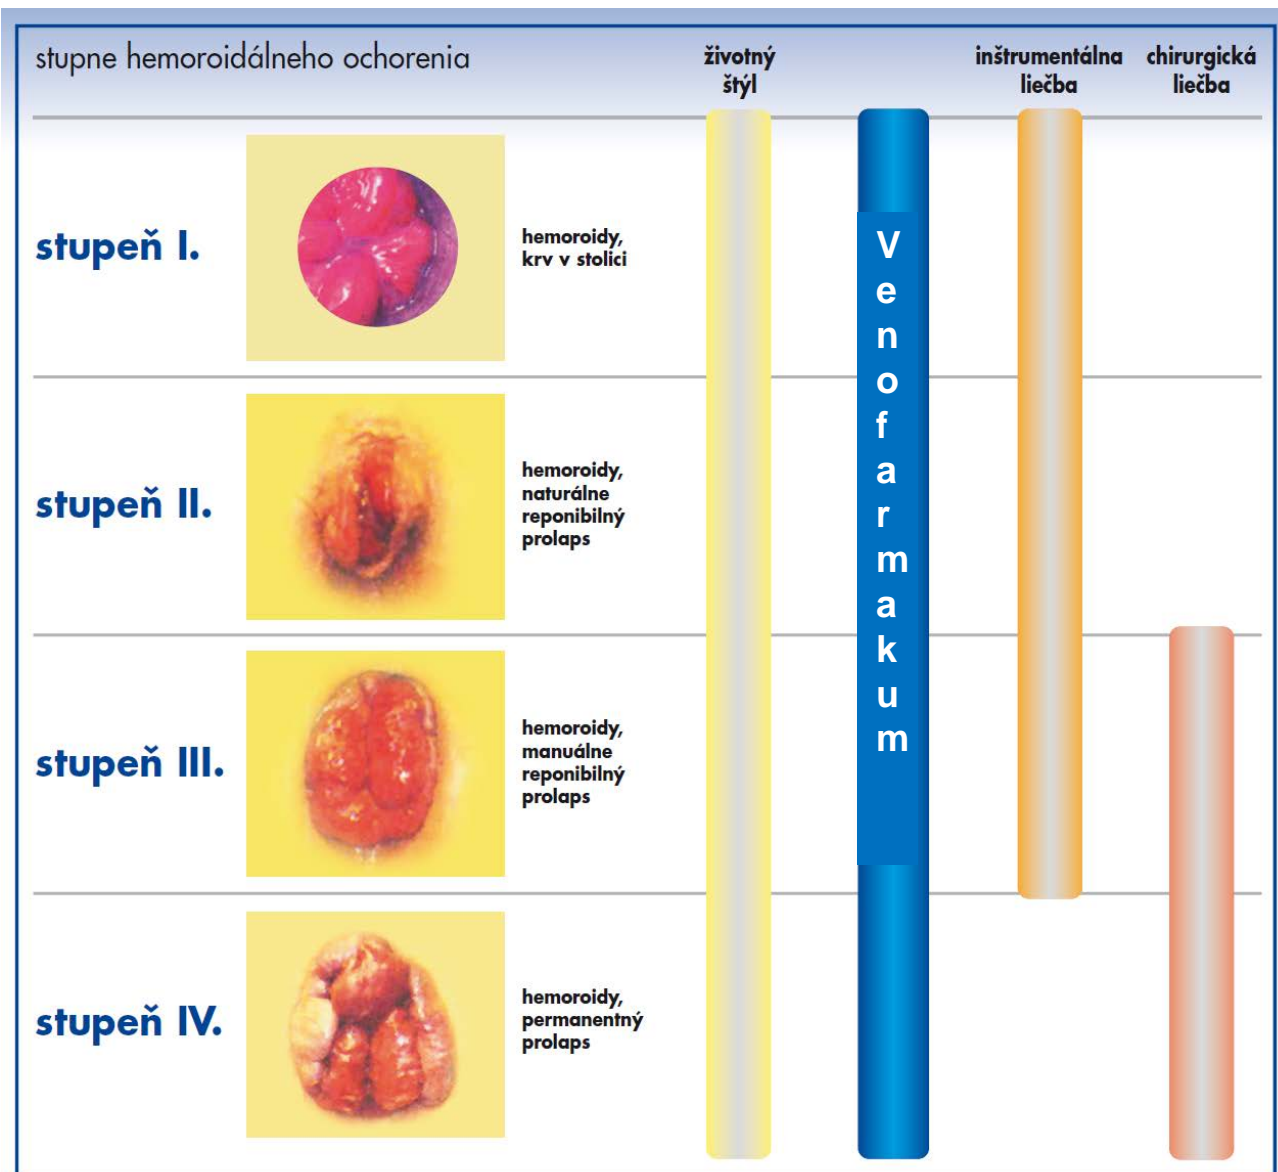 stupne hemoroidálneho ochorenia
životný
štýl
inštrumentálna
liečba
chirurgická
liečba
stupeň I.
hemoroidy,
krv v stolici
Venofarmakum
stupeň II.
hemoroidy,
naturálne
reponibilný
prolaps
stupeň III.
hemoroidy,
manuálne
reponibilný
prolaps
stupeň IV.
hemoroidy,
permanentný
prolaps